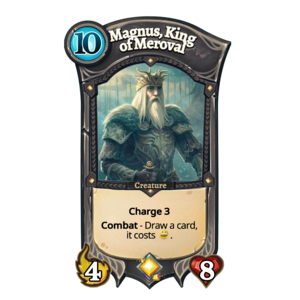 10
Magnus, King
of Meroval
Creature
Charge 3
Combat - Draw a card,
it costs 😀.
4
8